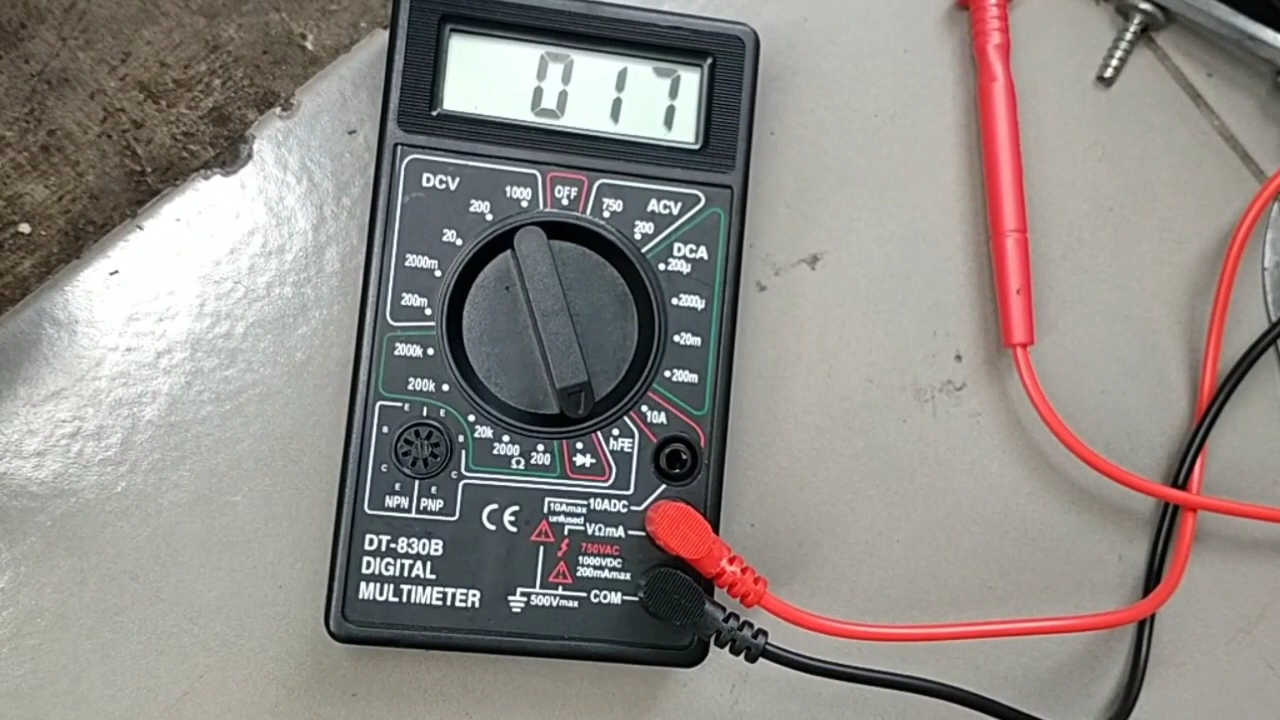 017
DCV
1000
OFF
750
ACV
200
200
20
DCA
200µ
2000m
2000µ
200m
20m
2000k
200m
200k
10A
20k
2000
Ω
200
hFE
E E
B B
C C
E E
NPN PNP
10Amax
unfused
10ADC
VΩmA
CE
750VAC
1000VDC
200mAmax
500Vmax
COM
DT-830B
DIGITAL
MULTIMETER